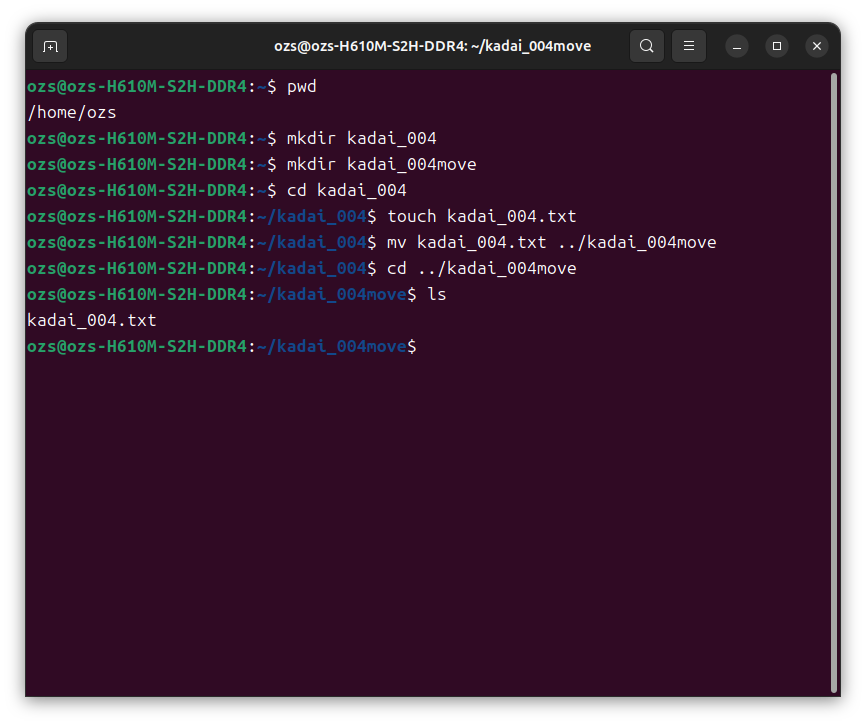 ozs@ozs-H610M-S2H-DDR4: ~/kadai_004move
ozs@ozs-H610M-S2H-DDR4:~$ pwd
/home/ozs
ozs@ozs-H610M-S2H-DDR4:~$ mkdir kadai_004
ozs@ozs-H610M-S2H-DDR4:~$ mkdir kadai_004move
ozs@ozs-H610M-S2H-DDR4:~$ cd kadai_004
ozs@ozs-H610M-S2H-DDR4:~/kadai_004$ touch kadai_004.txt
ozs@ozs-H610M-S2H-DDR4:~/kadai_004$ mv kadai_004.txt ../kadai_004move
ozs@ozs-H610M-S2H-DDR4:~/kadai_004$ cd ../kadai_004move
ozs@ozs-H610M-S2H-DDR4:~/kadai_004move$ ls
kadai_004.txt
ozs@ozs-H610M-S2H-DDR4:~/kadai_004move$